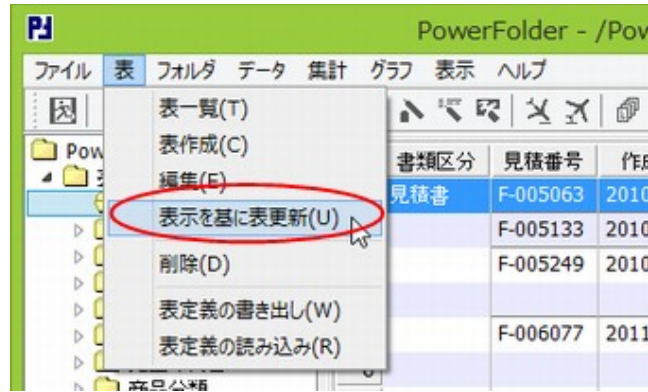 PowerFolder - /Pow
ファイル 表 フォルダ データ 集計 グラフ 表示 ヘルプ
表一覧(T)
表作成(C)
編集(E)
表示を基に表更新(U)
削除(D)
表定義の書き出し(W)
表定義の読み込み(R)
Pow
書類区分 見積番号 作成
見積書 F-005063 2010
F-005133 2010
F-005249 2010
F-006077 2011
商品分類